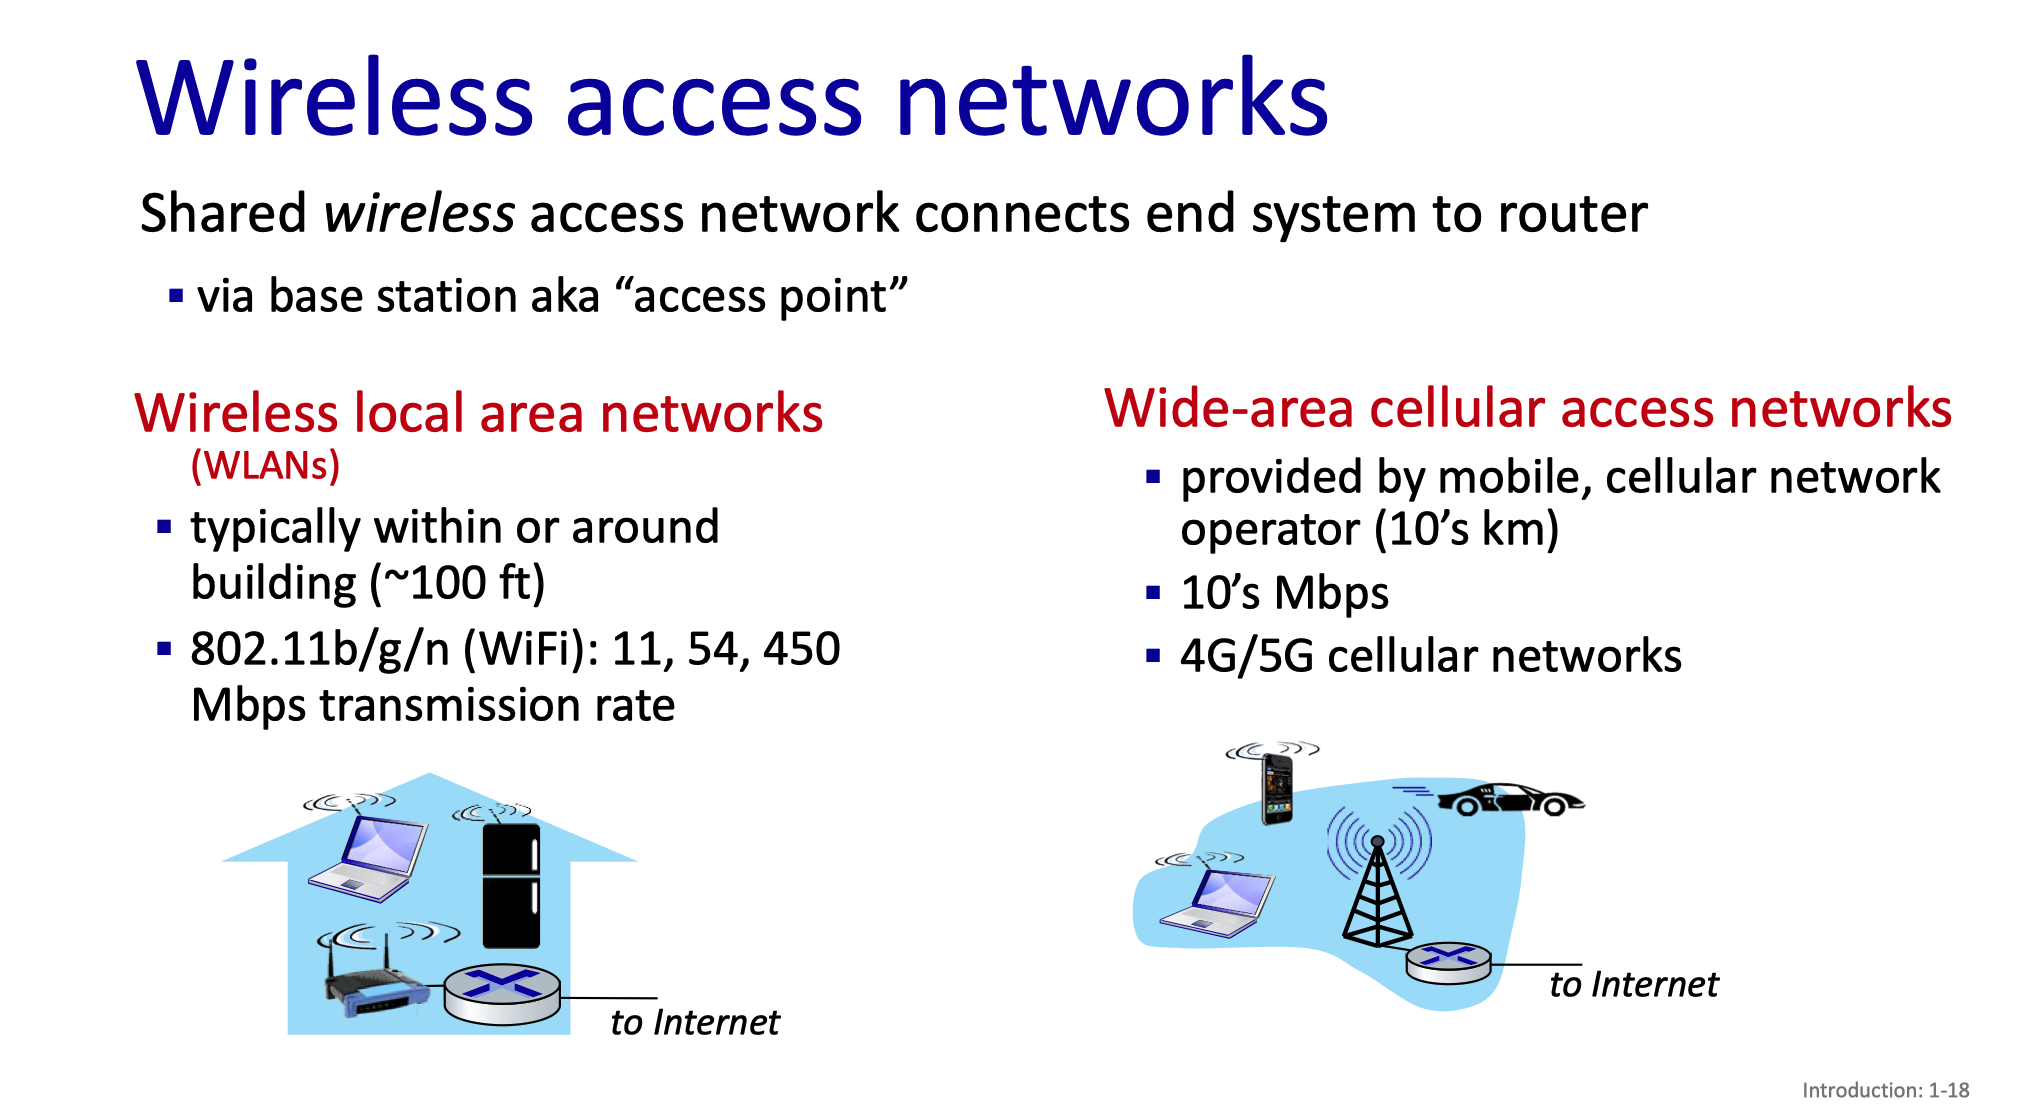 Wireless access networks
Shared wireless access network connects end system to router
▪ via base station aka “access point”
Wireless local area networks
(WLANs)
▪ typically within or around
building (~100 ft)
▪ 802.11b/g/n (WiFi): 11, 54, 450
Mbps transmission rate
to Internet
Wide-area cellular access networks
▪ provided by mobile, cellular network
operator (10’s km)
▪ 10’s Mbps
▪ 4G/5G cellular networks
to Internet
Introduction: 1-18